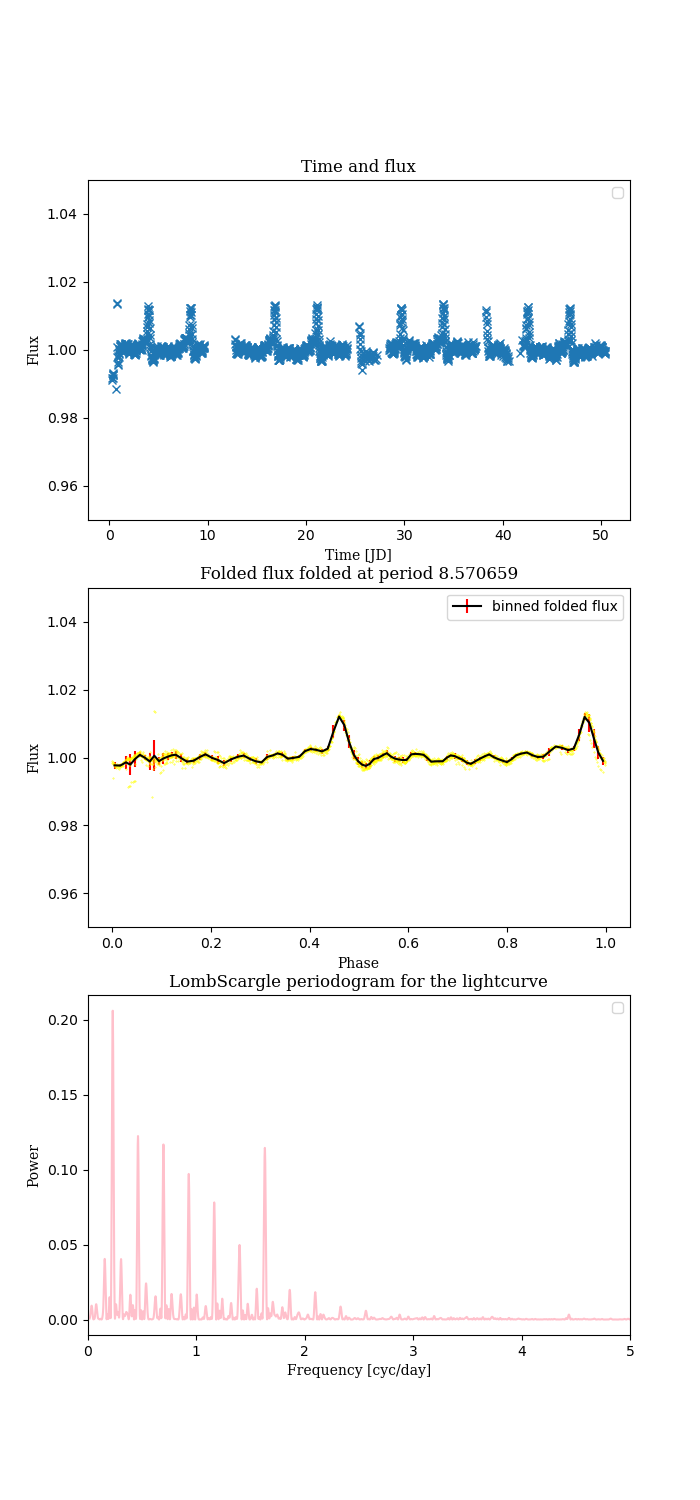 Time and flux
1.04
1.02
1.00
0.98
0.96
Flux
0 10 20 30 40 50
Time [JD]
Folded flux folded at period 8.570659
binned folded flux
1.04
1.02
1.00
0.98
0.96
Flux
0.0 0.2 0.4 0.6 0.8 1.0
Phase
LombScargle periodogram for the lightcurve
0.20
0.15
0.10
0.05
0.00
Power
0 1 2 3 4 5
Frequency [cyc/day]